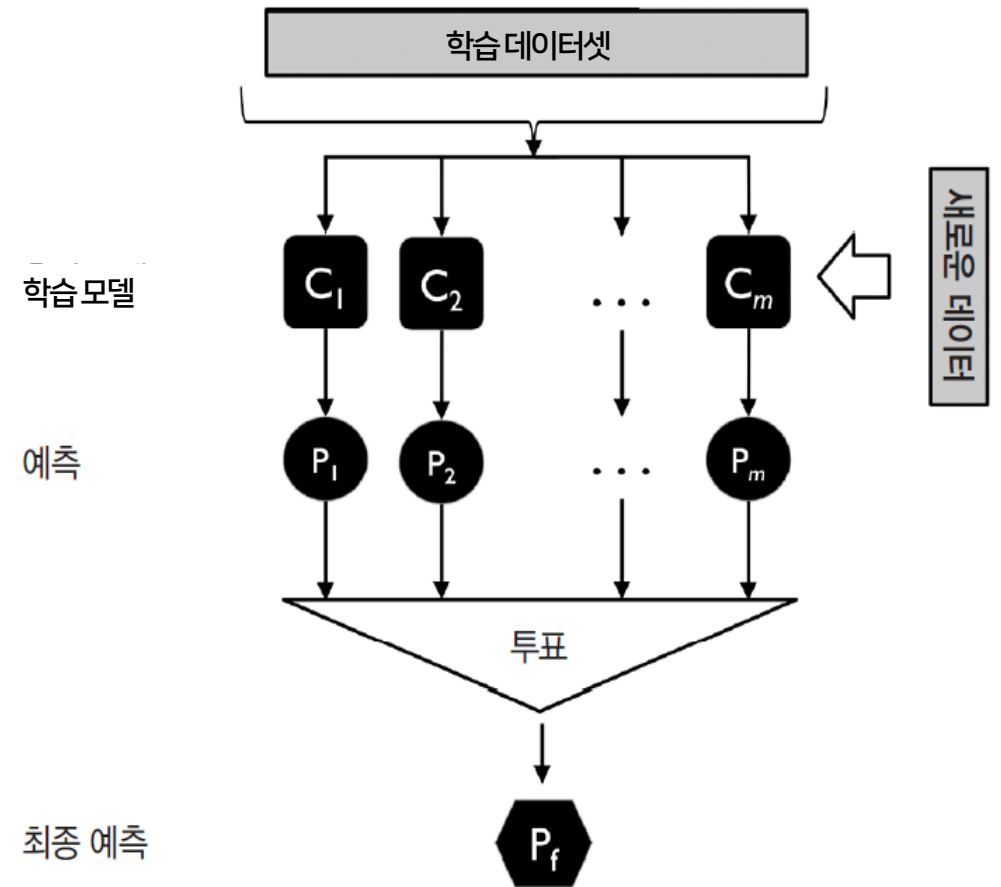 학습 데이터셋
새로운 데이터
학습 모델
C1 C2 ... Cm
예측
P1 P2 ... Pm
투표
최종 예측
Pf